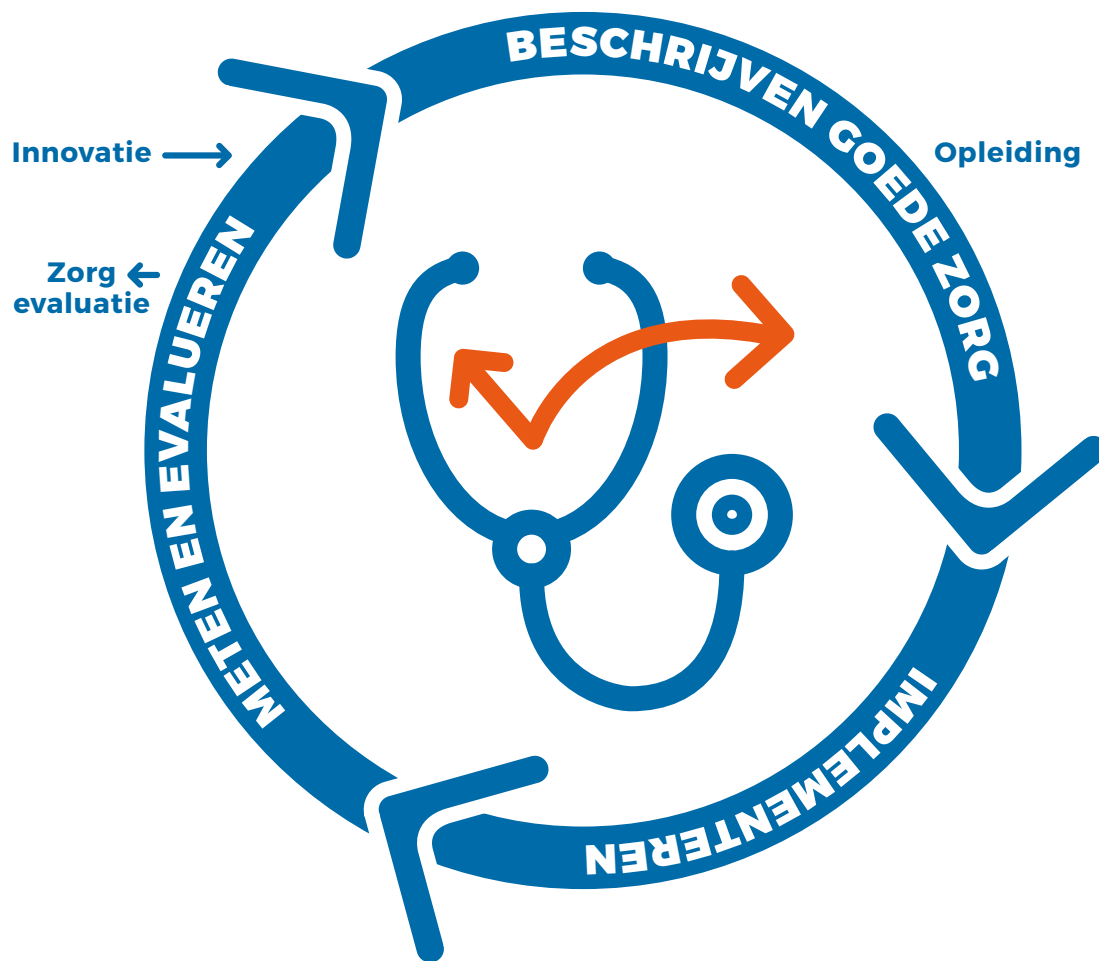 BESCHRIJVEN GOEDE ZORG
Innovatie
Opleiding
Zorg
evaluatie
METEN EN EVALUEREN
IMPLEMENTEREN